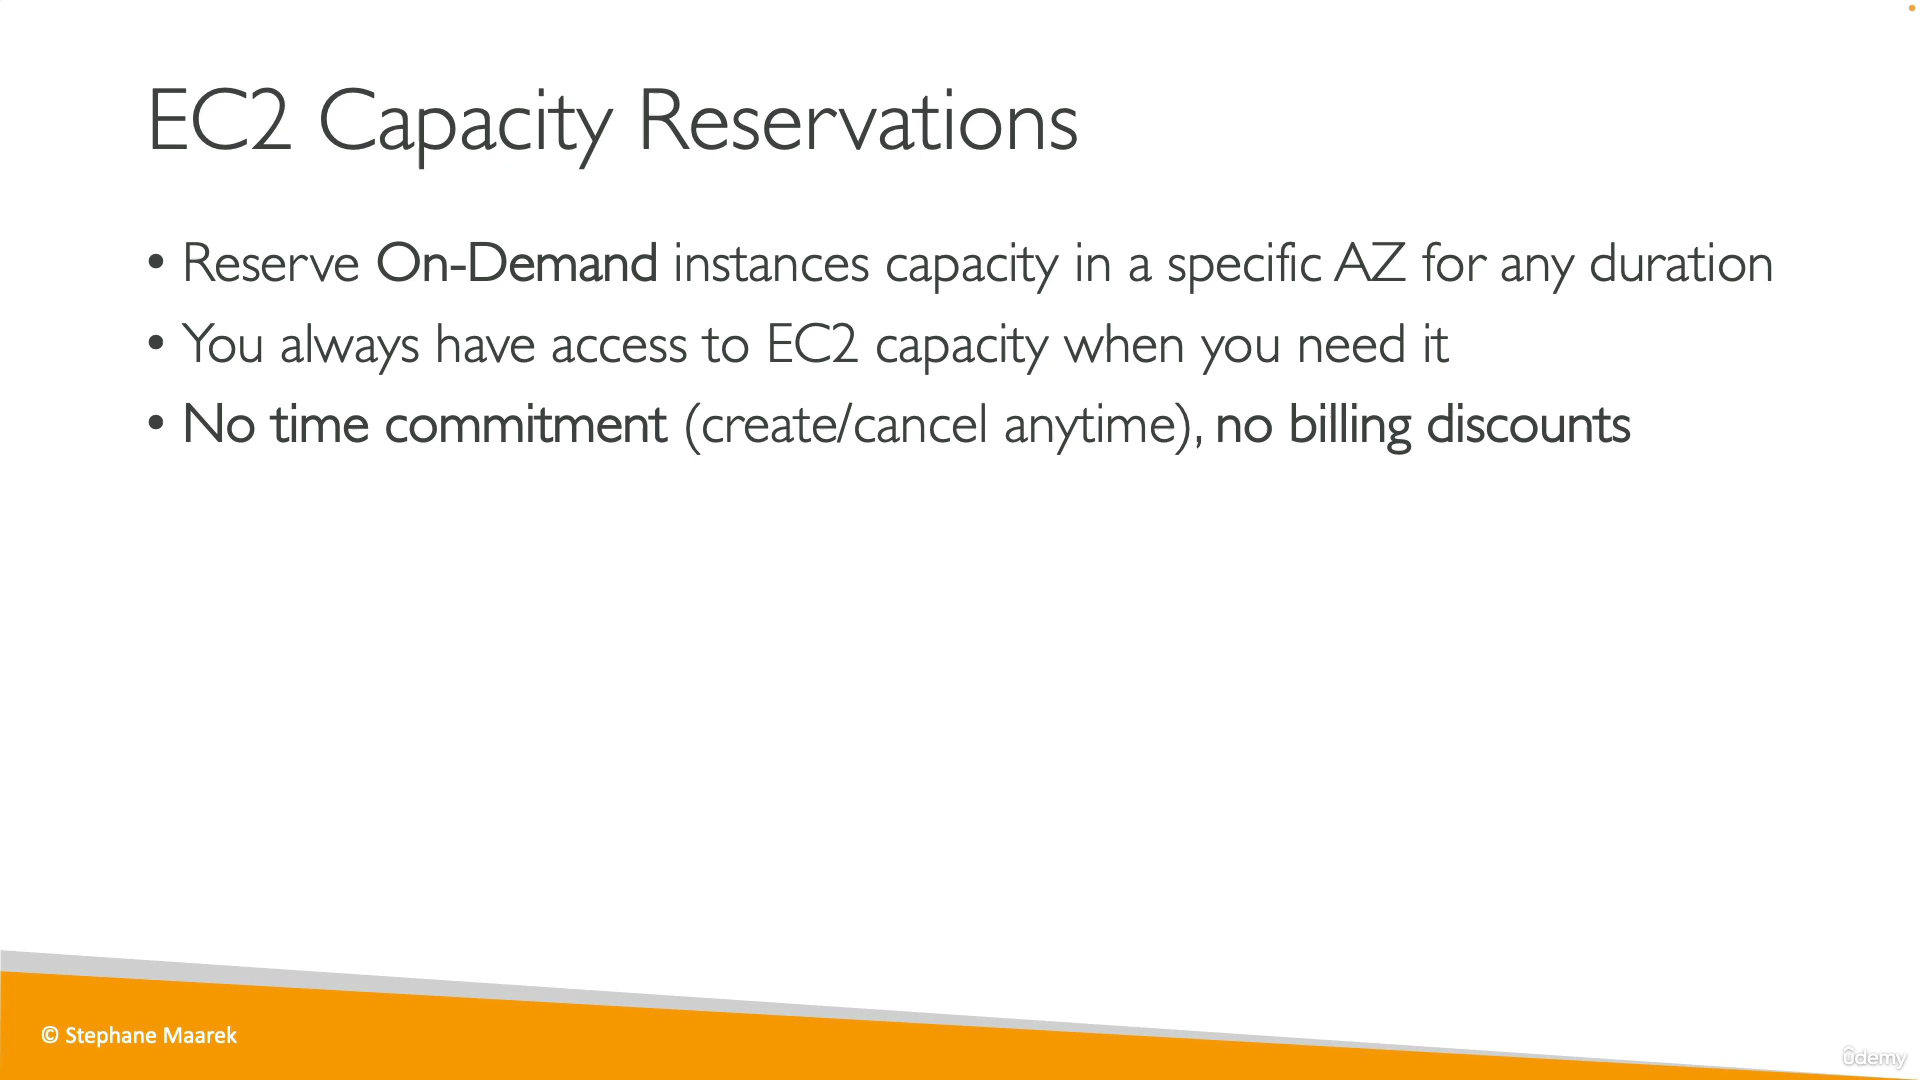 EC2 Capacity Reservations
• Reserve On-Demand instances capacity in a specific AZ for any duration
• You always have access to EC2 capacity when you need it
• No time commitment (create/cancel anytime), no billing discounts
© Stephane Maarek
ûdemy